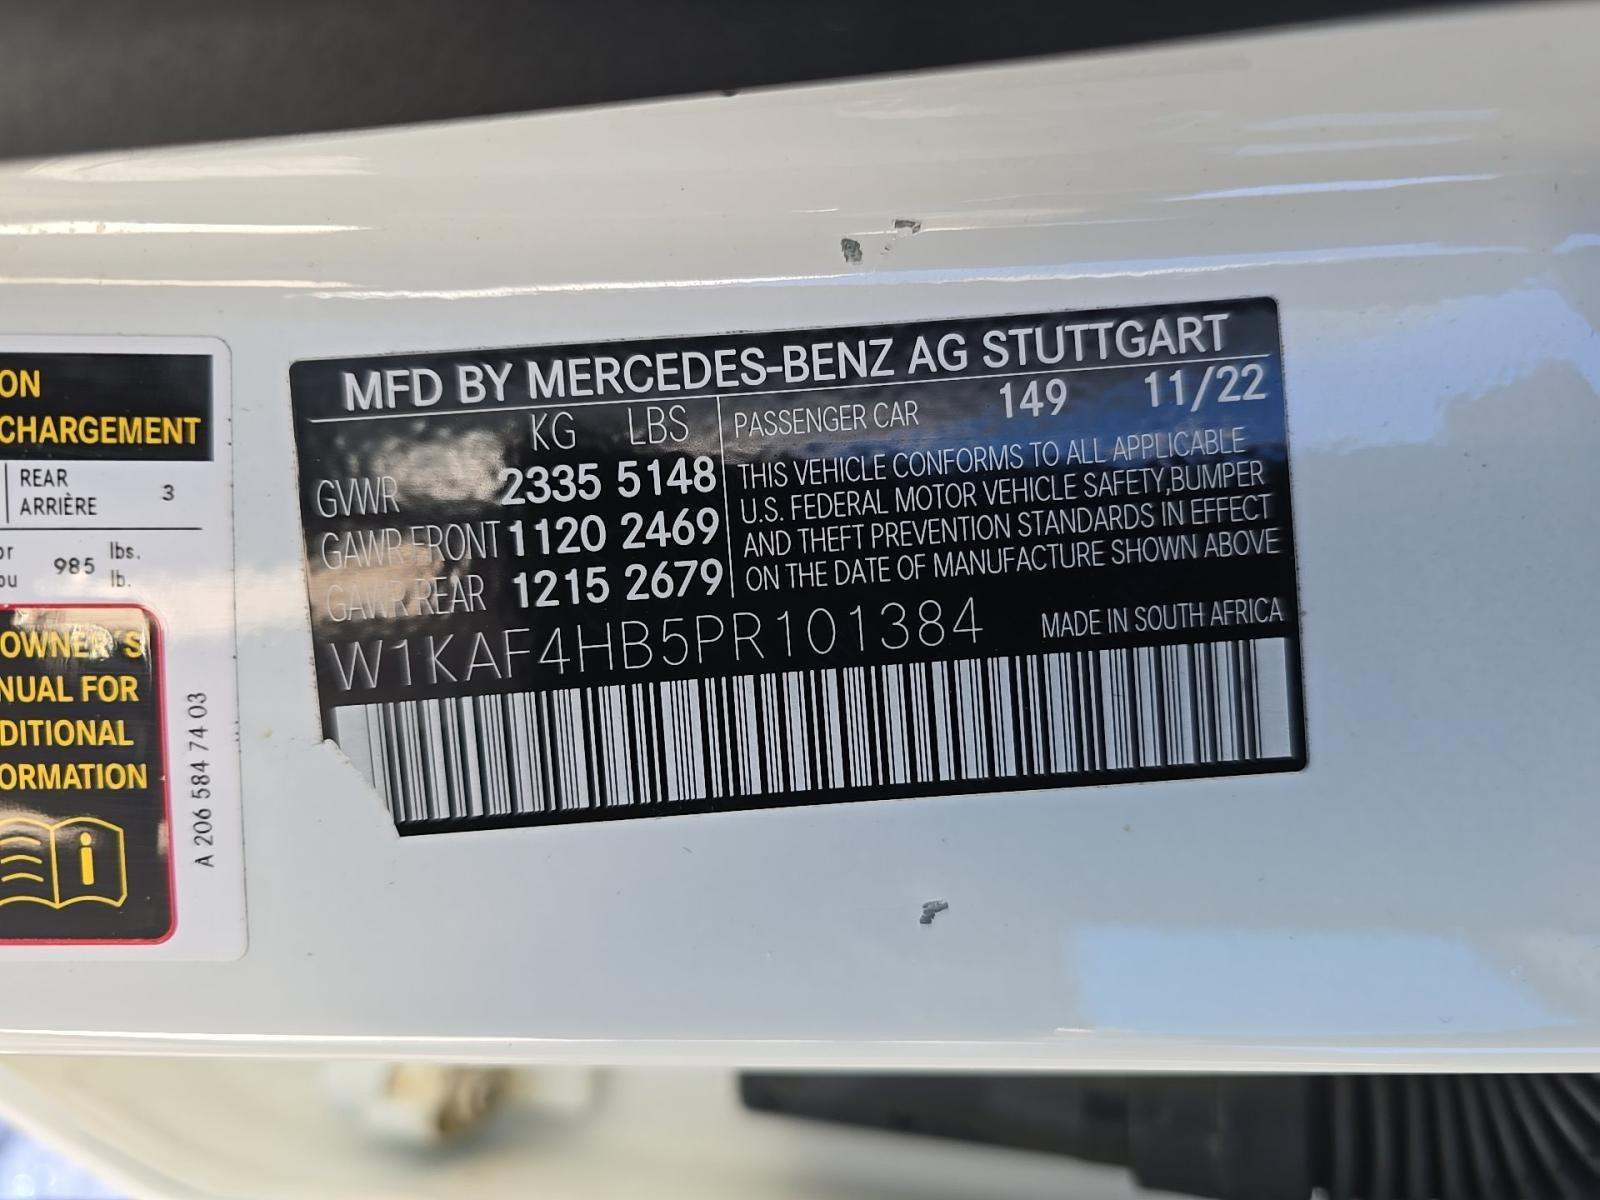 ON
CHARGEMENT
REAR
ARRIÈRE 3
or 985 lbs.
ou lb.
OWNER'S
NUAL FOR
DITIONAL
ORMATION
A 206 584 74 03
MFD BY MERCEDES-BENZ AG STUTTGART
KG LBS
GVWR 2335 5148
GAWR FRONT 1120 2469
GAWR REAR 1215 2679
PASSENGER CAR 149 11/22
THIS VEHICLE CONFORMS TO ALL APPLICABLE
U.S. FEDERAL MOTOR VEHICLE SAFETY,BUMPER
AND THEFT PREVENTION STANDARDS IN EFFECT
ON THE DATE OF MANUFACTURE SHOWN ABOVE
W1KAF4HB5PR101384 MADE IN SOUTH AFRICA